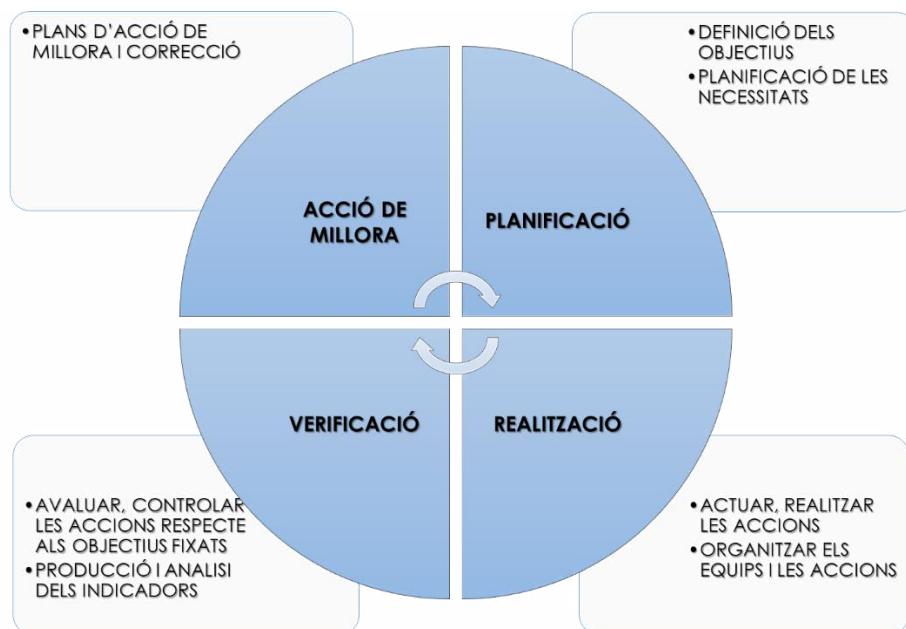 •PLANS D'ACCIÓ DE
MILLORA I CORRECCIÓ
•DEFINICIÓ DELS
OBJECTIUS
•PLANIFICACIÓ DE LES
NECESSITATS
ACCIÓ DE
MILLORA
PLANIFICACIÓ
VERIFICACIÓ
REALITZACIÓ
•AVALUAR, CONTROLAR
LES ACCIONS RESPECTE
ALS OBJECTIUS FIXATS
•PRODUCCIÓ I ANALISI
DELS INDICADORS
•ACTUAR, REALITZAR
LES ACCIONS
•ORGANITZAR ELS
EQUIPS I LES ACCIONS